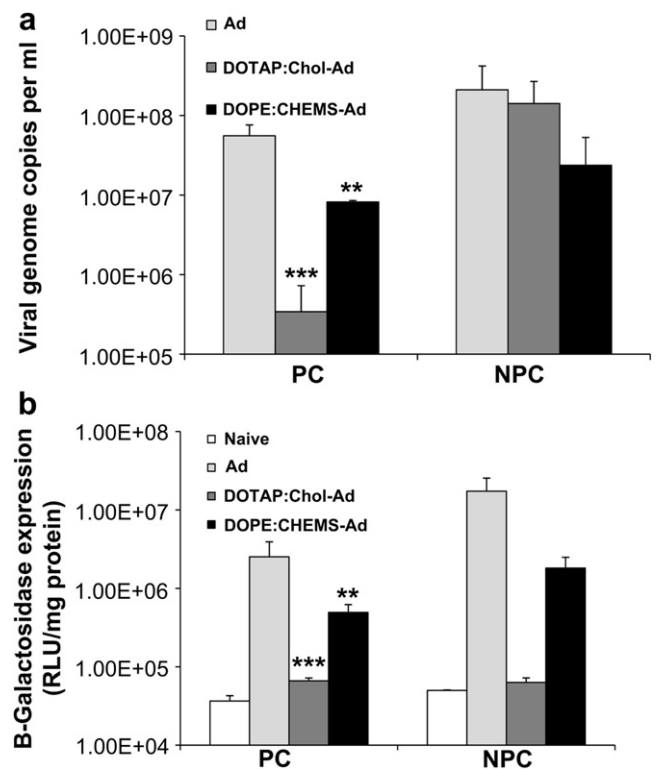 a
Viral genome copies per ml
1.00E+09
1.00E+08
1.00E+07
1.00E+06
1.00E+05
Ad
DOTAP:Chol-Ad
DOPE:CHEMS-Ad
***
**
PC
NPC
b
B-Galactosidase expression
(RLU/mg protein)
1.00E+08
1.00E+07
1.00E+06
1.00E+05
1.00E+04
Naive
Ad
DOTAP:Chol-Ad
DOPE:CHEMS-Ad
***
**
PC
NPC